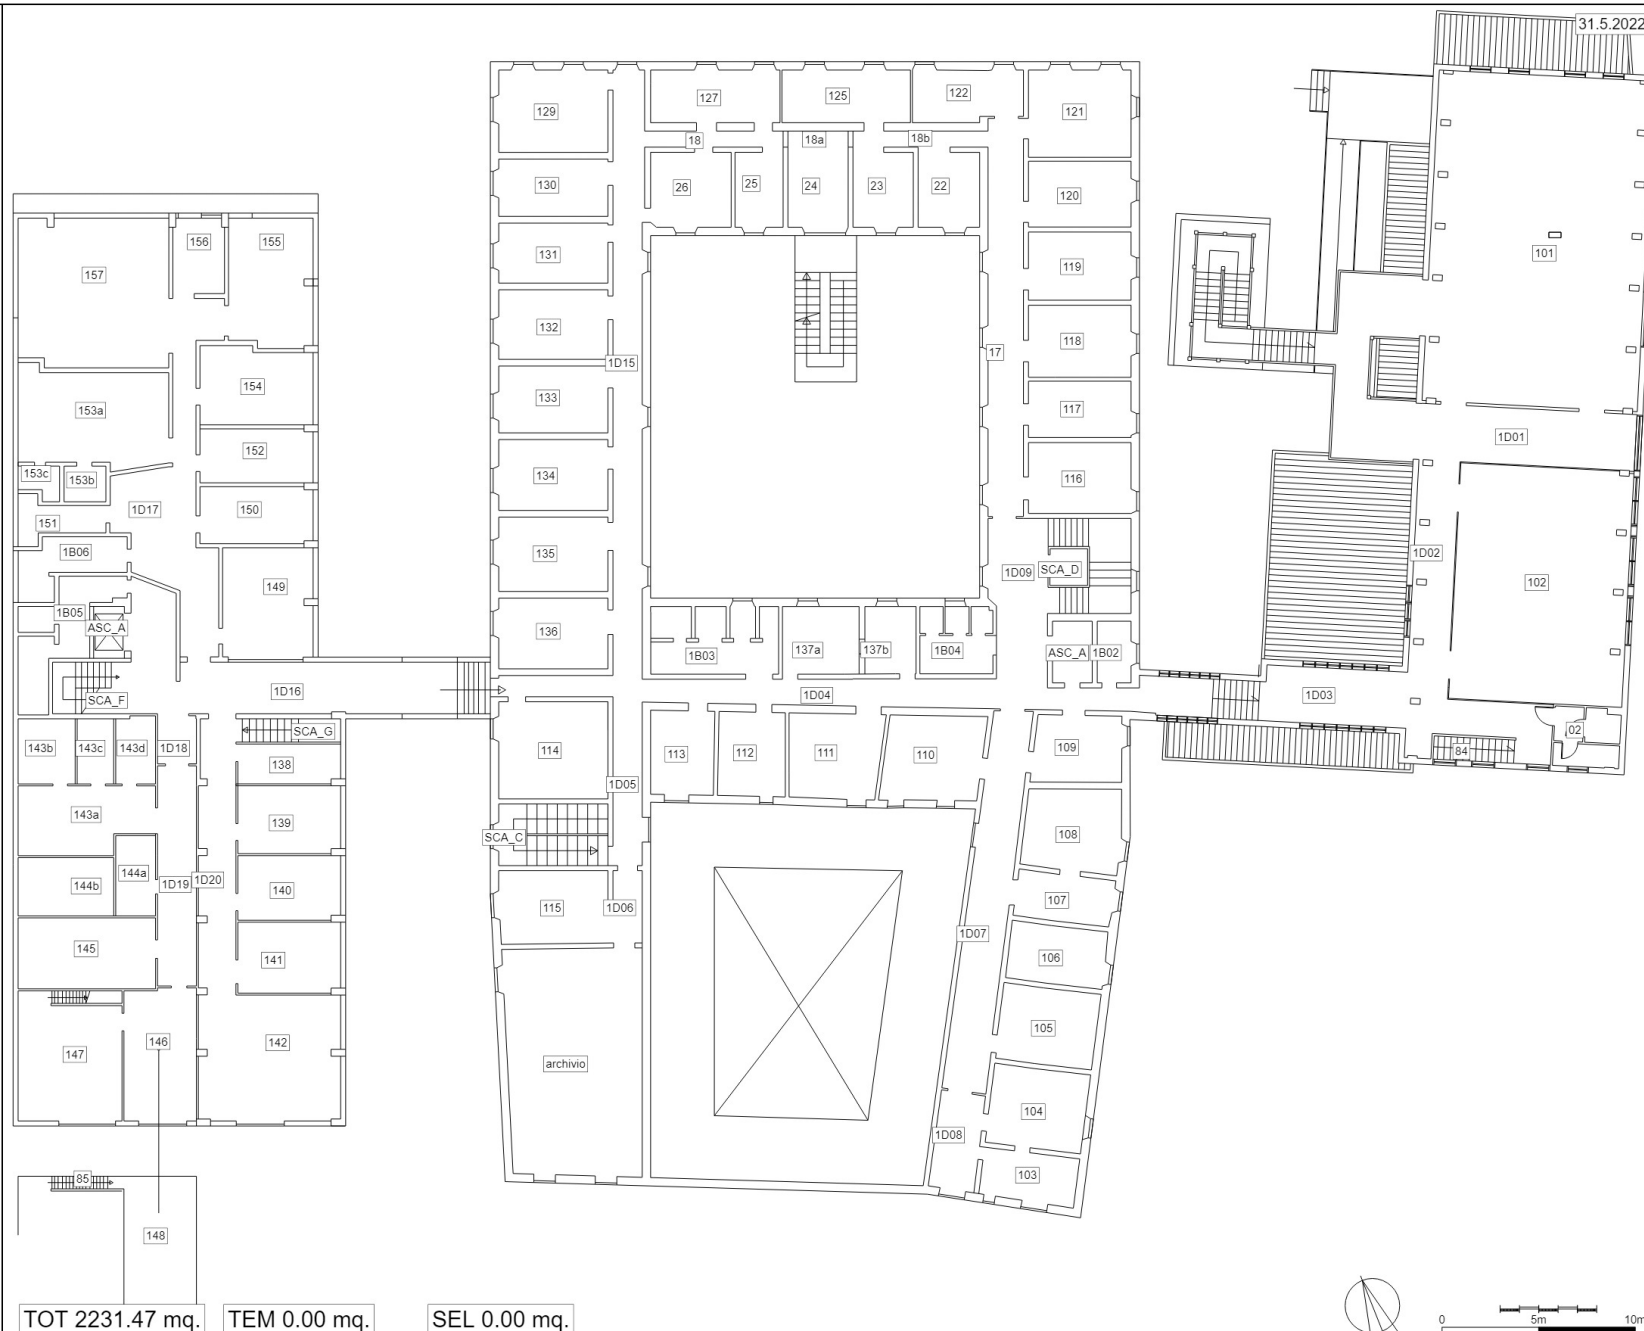 31.5.2022
129
127
125
122
121
18
18a
18b
130
26
25
24
23
22
120
156
155
157
131
119
101
132
118
17
1D15
154
133
117
153a
1D01
152
153c
153b
134
116
150
1D17
151
1B06
135
1D09
SCA_D
1D02
102
149
1B05
ASC_A
136
1B03
137a
137b
1B04
ASC_A
1B02
1D16
SCA_F
1D04
1D03
SCA_G
143b
143c
143d
1D18
138
114
113
112
111
110
109
02
84
1D05
143a
139
SCA_C
108
144b
144a
1D19
1D20
140
115
1D06
107
1D07
145
141
106
147
146
142
105
archivio
104
1D08
103
85
148
TOT 2231.47 mq.
TEM 0.00 mq.
SEL 0.00 mq.
0
5m
10m